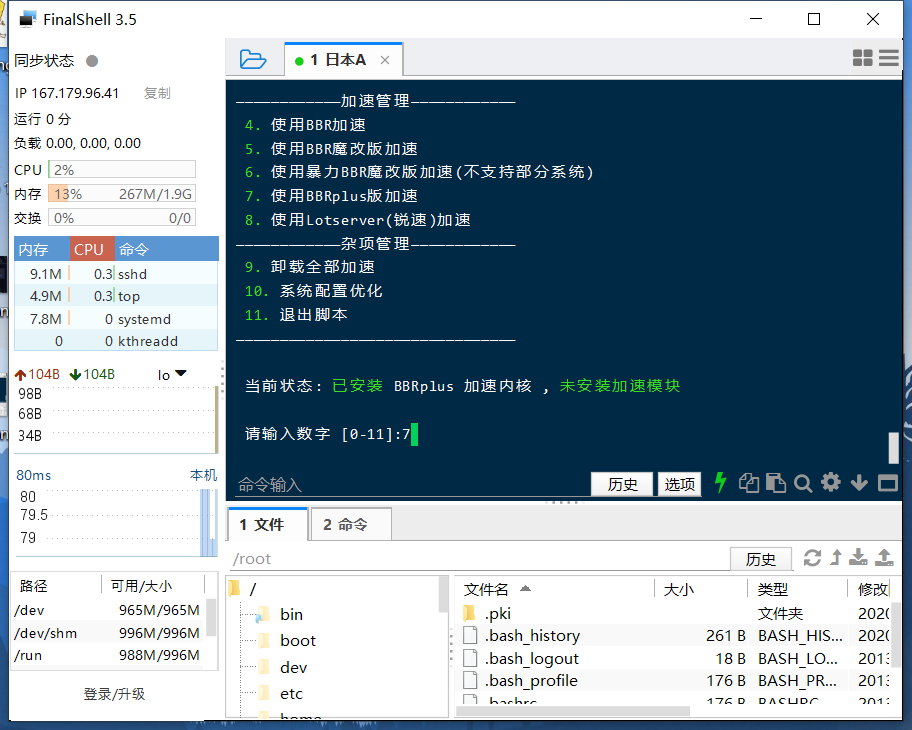 FinalShell 3.5
同步状态
IP 167.179.96.41 复制
运行 0 分
负载 0.00, 0.00, 0.00
CPU 2%
内存 13% 267M/1.9G
交换 0% 0/0
内存 CPU 命令
9.1M 0.3 sshd
4.9M 0.3 top
7.8M 0 systemd
0 0 kthreadd
104B 104B Io
98B
68B
34B
80ms 本机
80
79.5
79
路径 可用/大小
/dev 965M/965M
/dev/shm 996M/996M
/run 988M/996M
登录/升级
1 日本A
————————————加速管理————————————
4. 使用BBR加速
5. 使用BBR魔改版加速
6. 使用暴力BBR魔改版加速(不支持部分系统)
7. 使用BBRplus版加速
8. 使用Lotserver(锐速)加速
————————————杂项管理————————————
9. 卸载全部加速
10. 系统配置优化
11. 退出脚本
————————————————————————————————
当前状态: 已安装 BBRplus 加速内核 , 未安装加速模块
请输入数字 [0-11]:7
命令输入 历史 选项
1 文件 2 命令
/root 历史
/
bin
boot
dev
etc
home
文件名 大小 类型 修改
.pki 文件夹 2020
.bash_history 261 B BASH_HIS... 2020
.bash_logout 18 B BASH_LO... 2013
.bash_profile 176 B BASH_PR... 2013
.bashrc 176 B BASHRC 2013